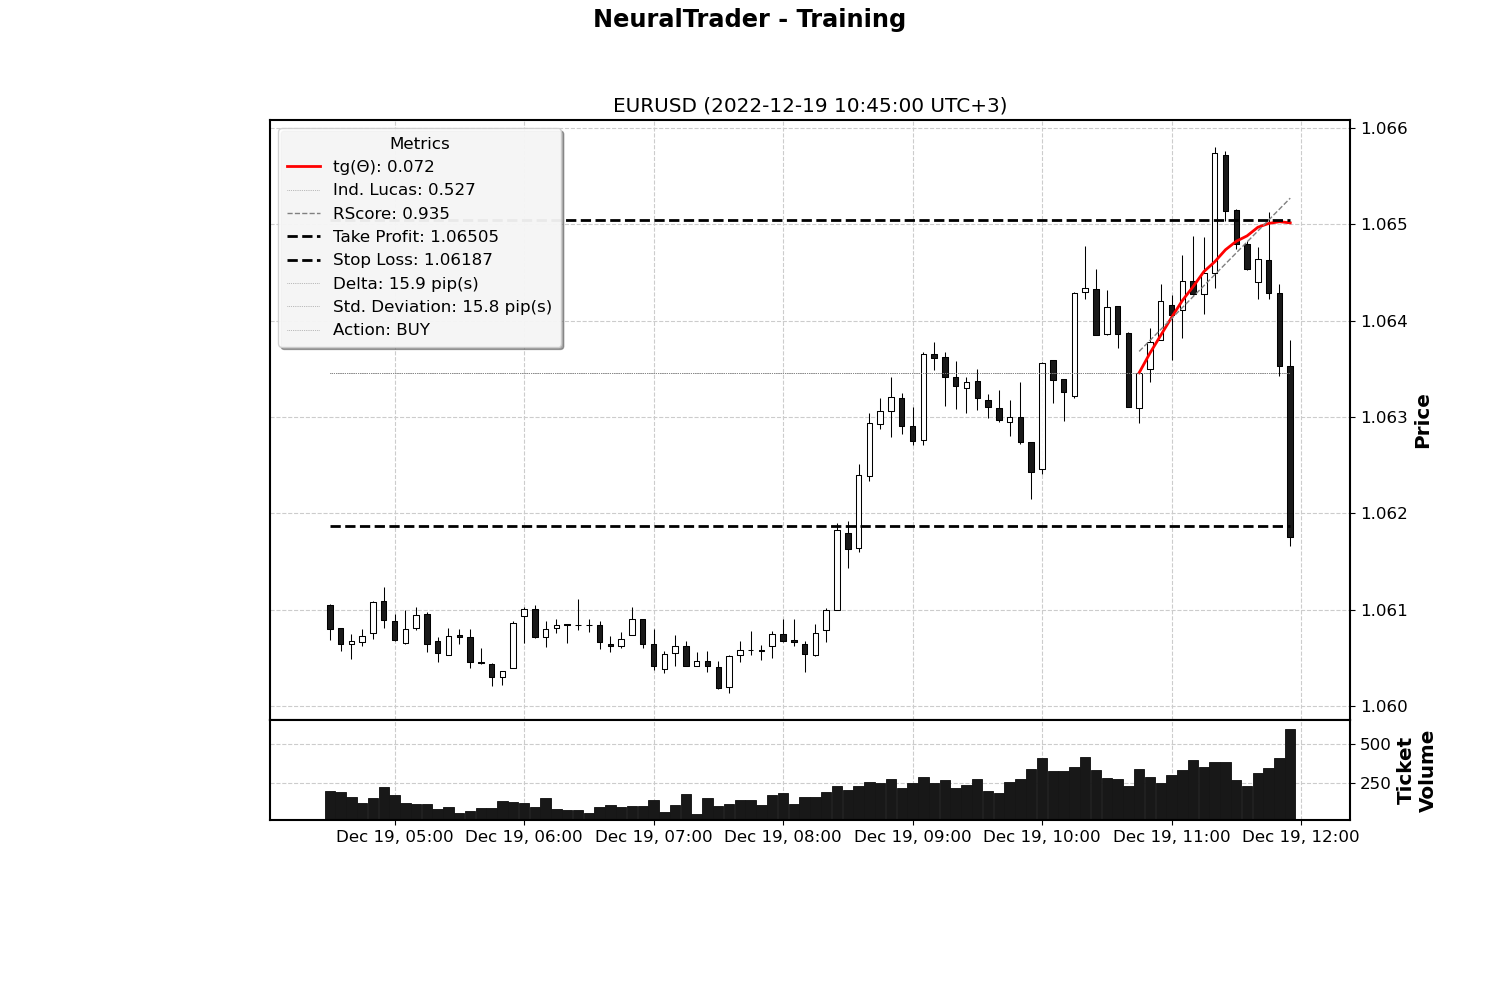 NeuralTrader - Training
EURUSD (2022-12-19 10:45:00 UTC+3)
Metrics
tg(Θ): 0.072
Ind. Lucas: 0.527
RScore: 0.935
Take Profit: 1.06505
Stop Loss: 1.06187
Delta: 15.9 pip(s)
Std. Deviation: 15.8 pip(s)
Action: BUY
1.066
1.065
1.064
1.063
1.062
1.061
1.060
Price
500
250
Ticket
Volume
Dec 19, 05:00
Dec 19, 06:00
Dec 19, 07:00
Dec 19, 08:00
Dec 19, 09:00
Dec 19, 10:00
Dec 19, 11:00
Dec 19, 12:00